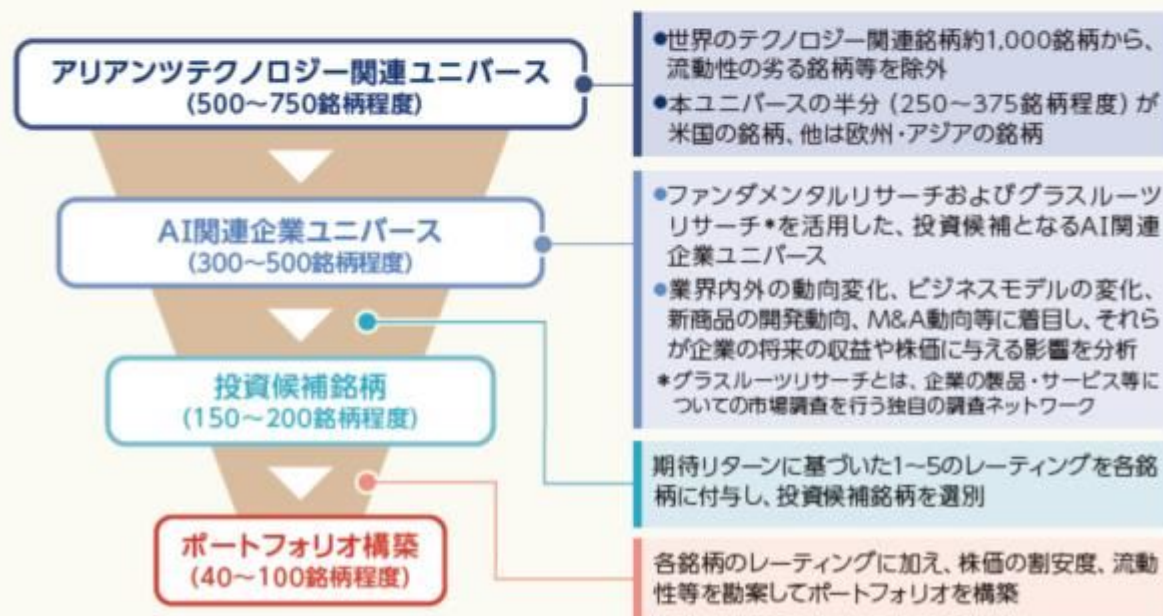 アリアンツテクノロジー関連ユニバース
(500～750銘柄程度)
●世界のテクノロジー関連銘柄約1,000銘柄から、
流動性の劣る銘柄等を除外
●本ユニバースの半分（250～375銘柄程度）が
米国の銘柄、他は欧州・アジアの銘柄
AI関連企業ユニバース
(300～500銘柄程度)
●ファンダメンタルリサーチおよびグラスルーツ
リサーチ*を活用した、投資候補となるAI関連
企業ユニバース
●業界内外の動向変化、ビジネスモデルの変化、
新商品の開発動向、M&A動向等に着目し、それら
が企業の将来の収益や株価に与える影響を分析
*グラスルーツリサーチとは、企業の製品・サービス等に
ついての市場調査を行う独自の調査ネットワーク
投資候補銘柄
(150～200銘柄程度)
期待リターンに基づいた1～5のレーティングを各銘
柄に付与し、投資候補銘柄を選別
ポートフォリオ構築
(40～100銘柄程度)
各銘柄のレーティングに加え、株価の割安度、流動
性等を勘案してポートフォリオを構築